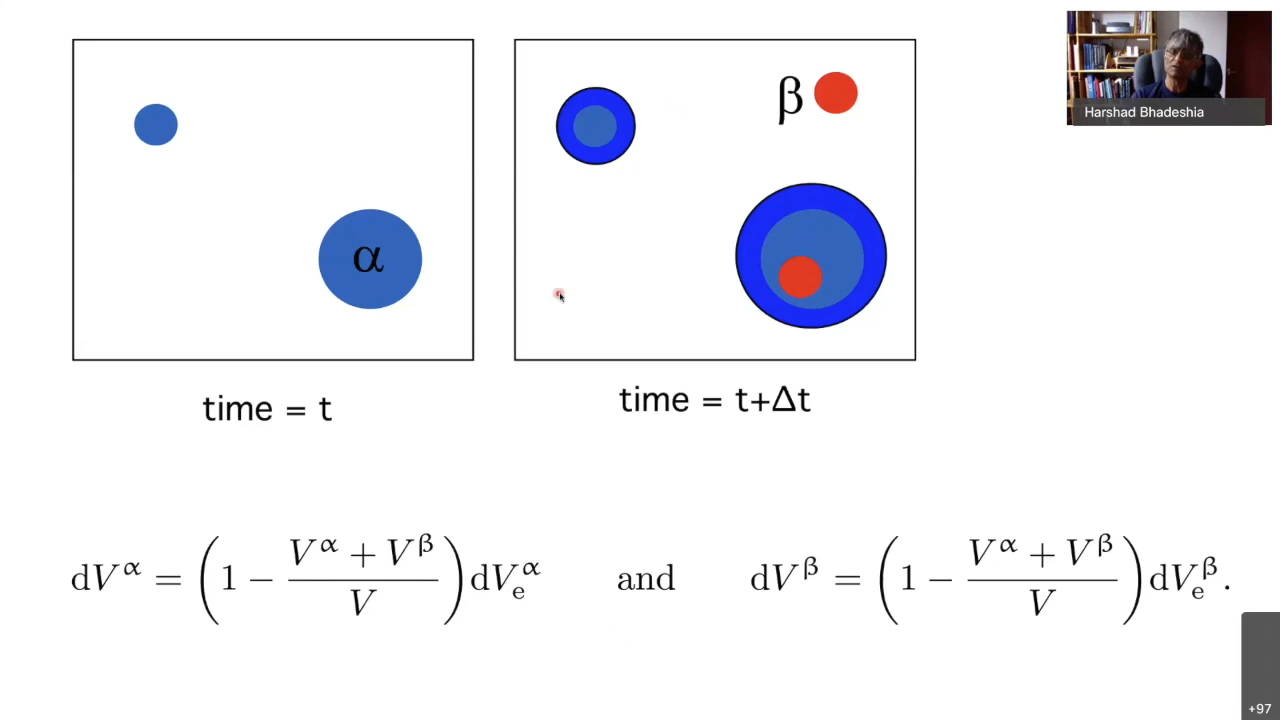 Harshad Bhadeshia
β
α
time = t
time = t+Δt
dV^α = (1 − (V^α + V^β)/V) dV_e^α and dV^β = (1 − (V^α + V^β)/V) dV_e^β.
+97